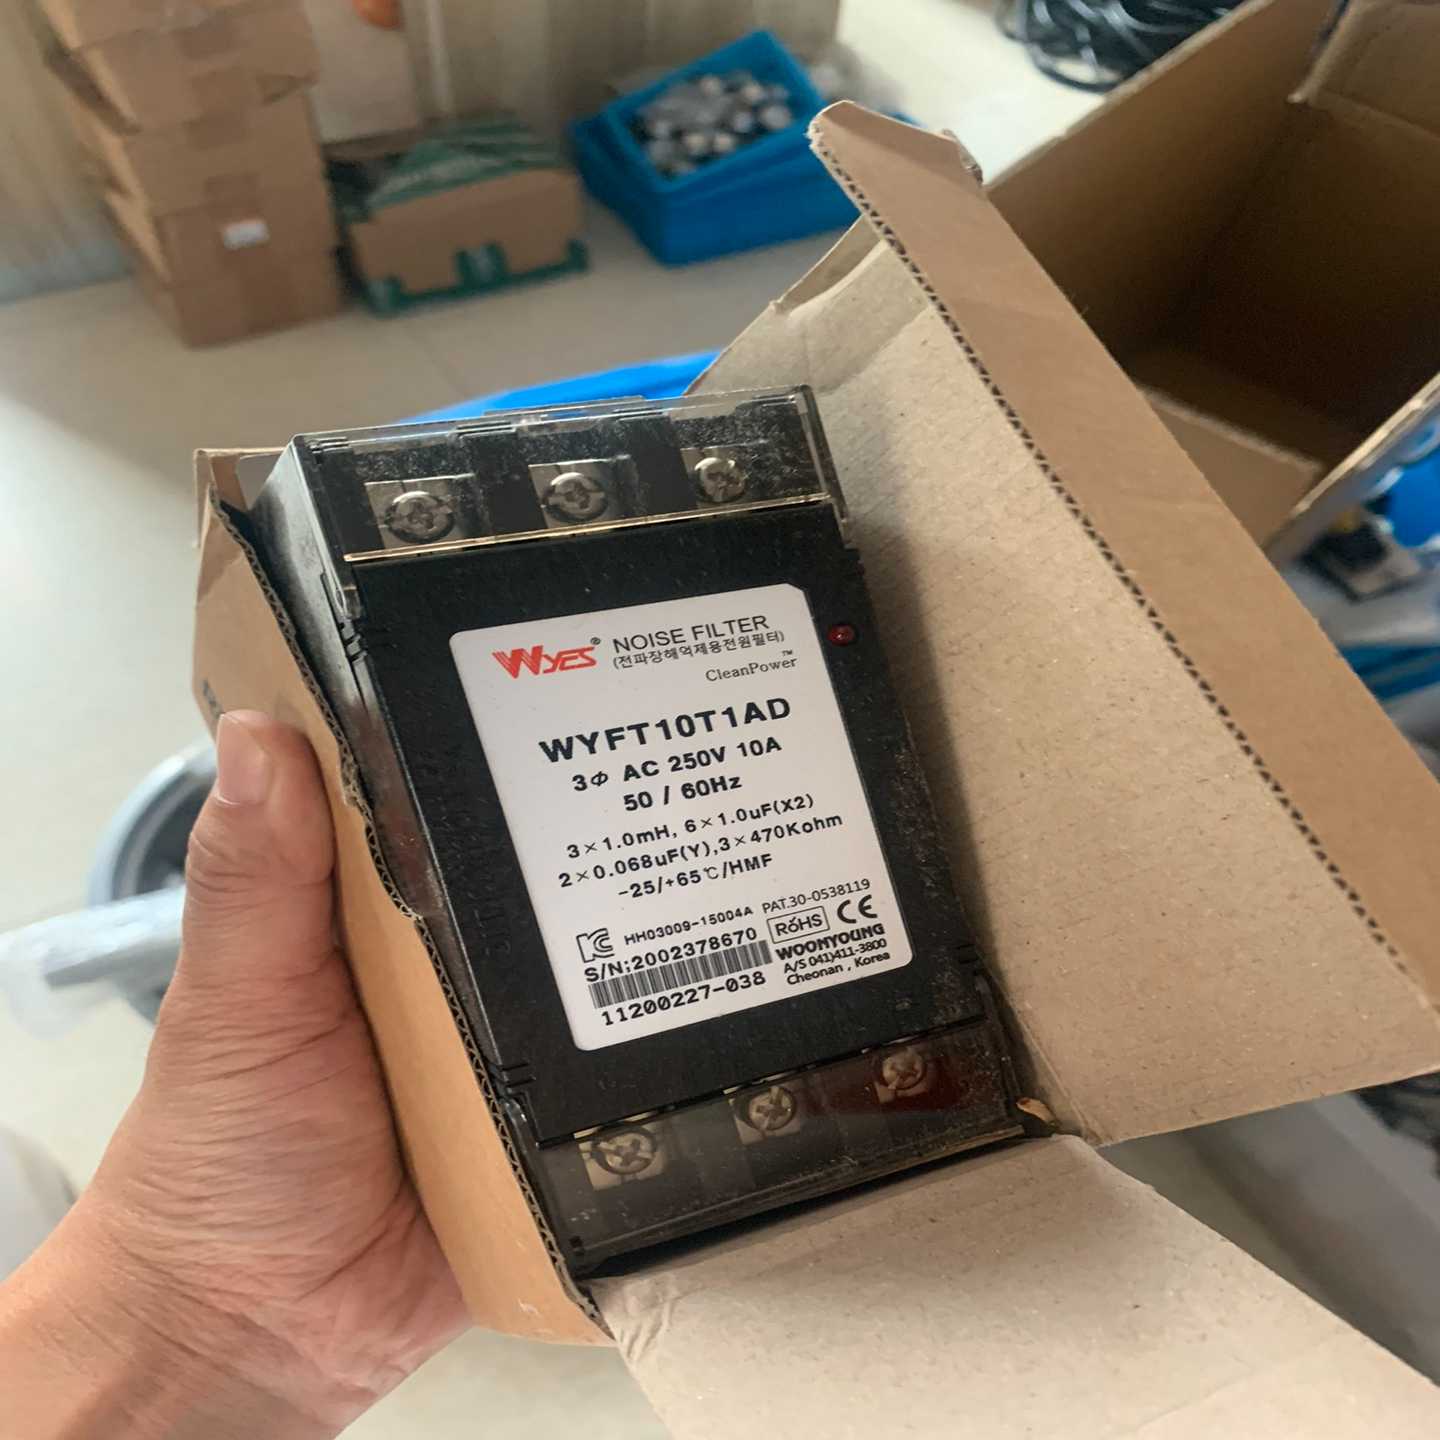 WYES® NOISE FILTER
(전파장해억제용전원필터)
CleanPower™
WYFT10T1AD
3Φ AC 250V 10A
50 / 60Hz
3×1.0mH, 6×1.0uF(X2)
2×0.068uF(Y),3×470Kohm
-25/+65℃/HMF
HH03009-15004A PAT.30-0538119
RoHS CE
S/N:2002378670
WOONYOUNG
A/S 041)411-3800
Cheonan , Korea
11200227-038